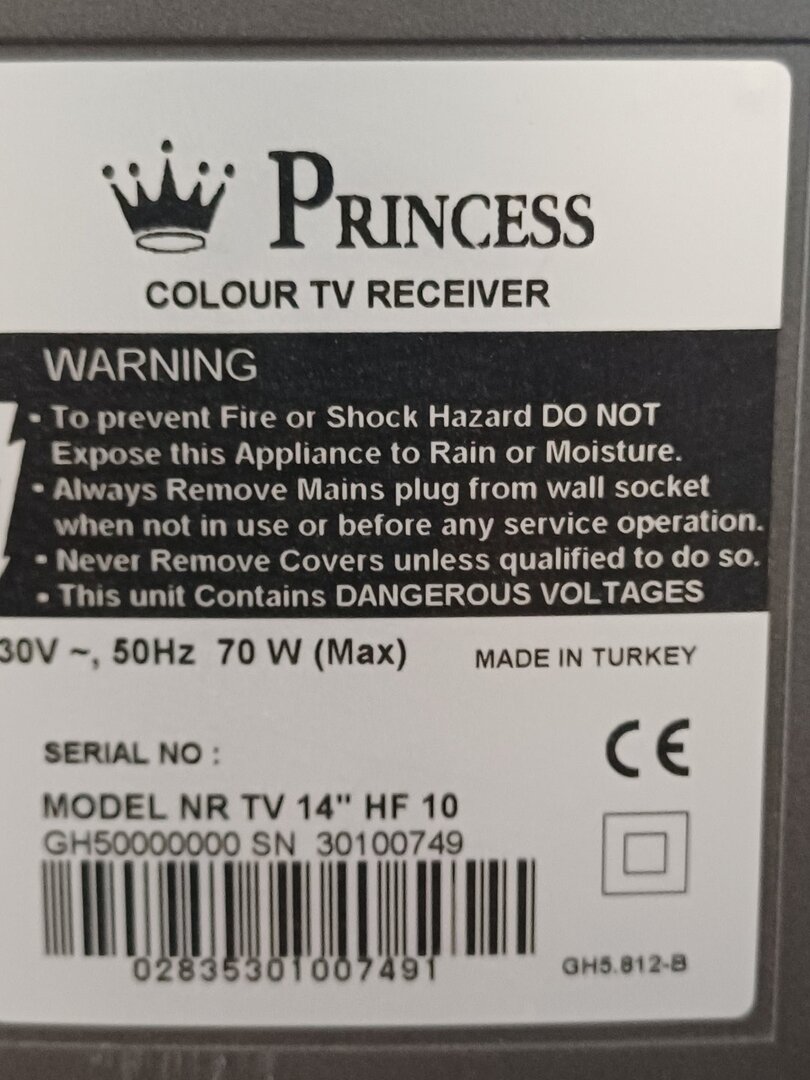 PRINCESS
COLOUR TV RECEIVER
WARNING
• To prevent Fire or Shock Hazard DO NOT
Expose this Appliance to Rain or Moisture.
• Always Remove Mains plug from wall socket
when not in use or before any service operation.
• Never Remove Covers unless qualified to do so.
• This unit Contains DANGEROUS VOLTAGES
30V ~, 50Hz 70 W (Max) MADE IN TURKEY
SERIAL NO :
CE
MODEL NR TV 14" HF 10
GH50000000 SN 30100749
02835301007491
GH5.812-B